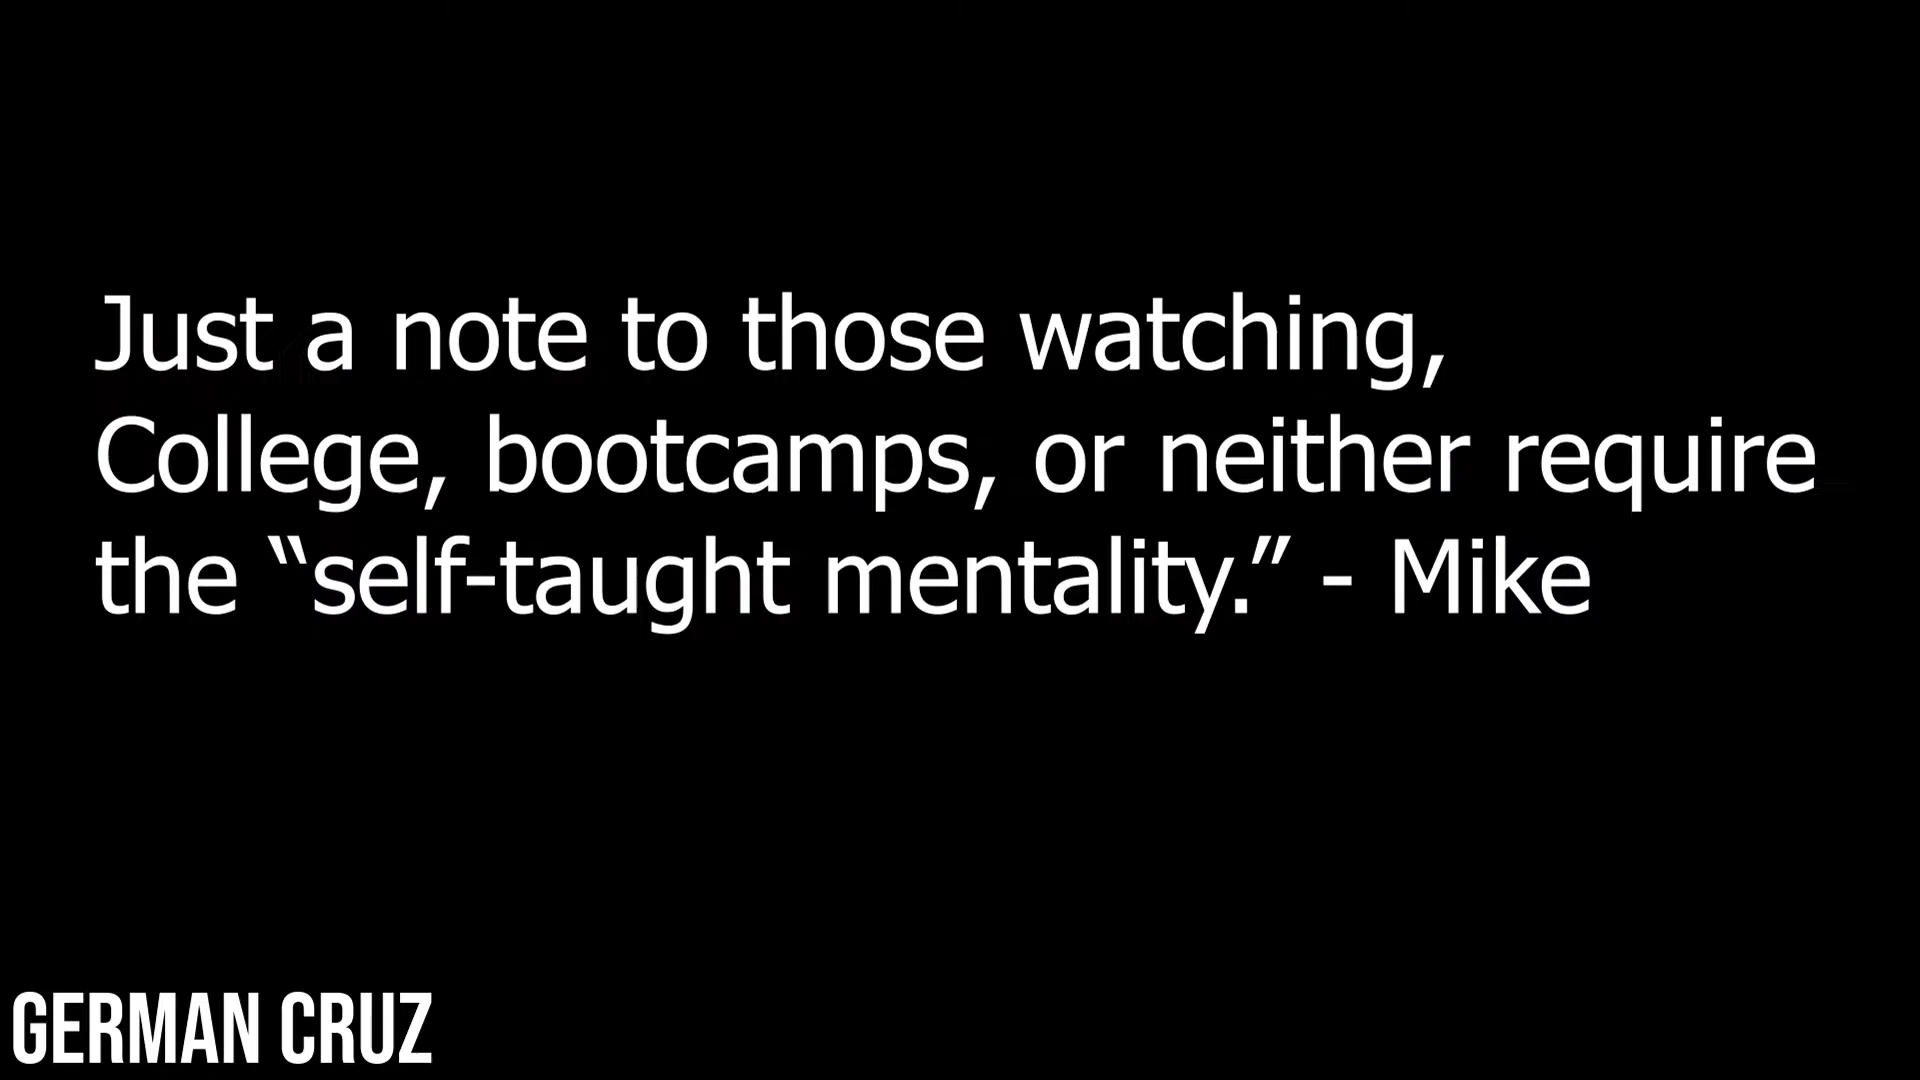 Just a note to those watching,
College, bootcamps, or neither require
the “self-taught mentality.” - Mike
GERMAN CRUZ